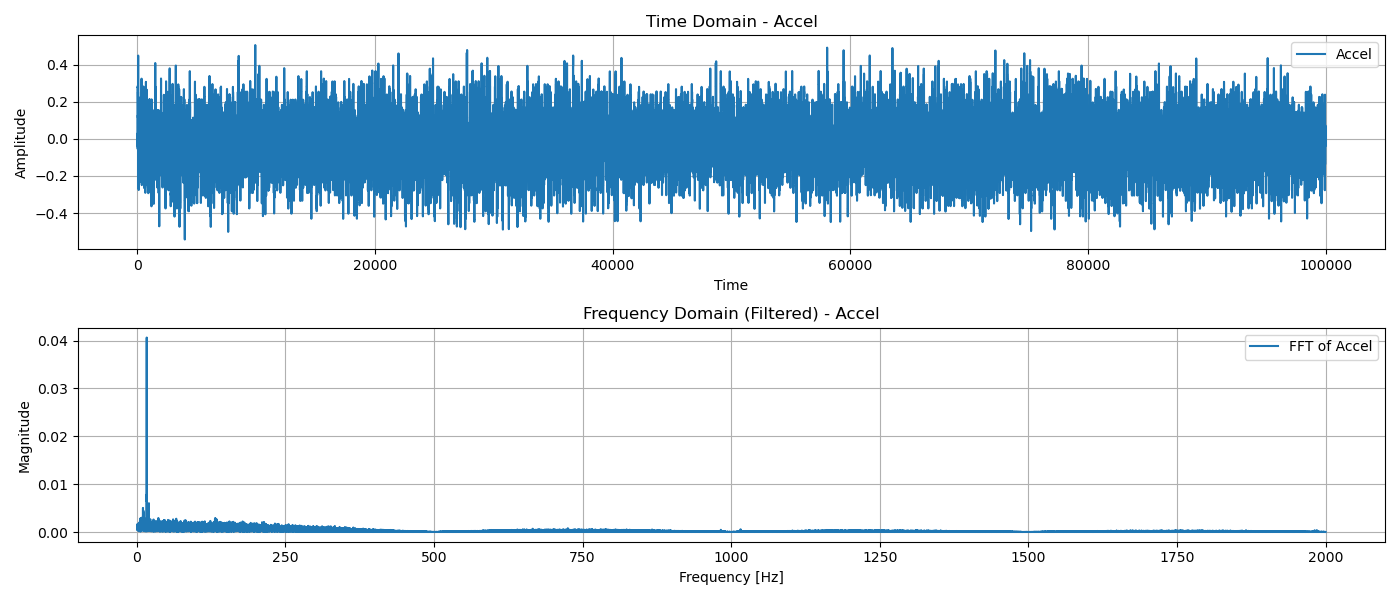 Time Domain - Accel
Accel
Amplitude
0.4
0.2
0.0
−0.2
−0.4
0 20000 40000 60000 80000 100000
Time
Frequency Domain (Filtered) - Accel
FFT of Accel
Magnitude
0.04
0.03
0.02
0.01
0.00
0 250 500 750 1000 1250 1500 1750 2000
Frequency [Hz]